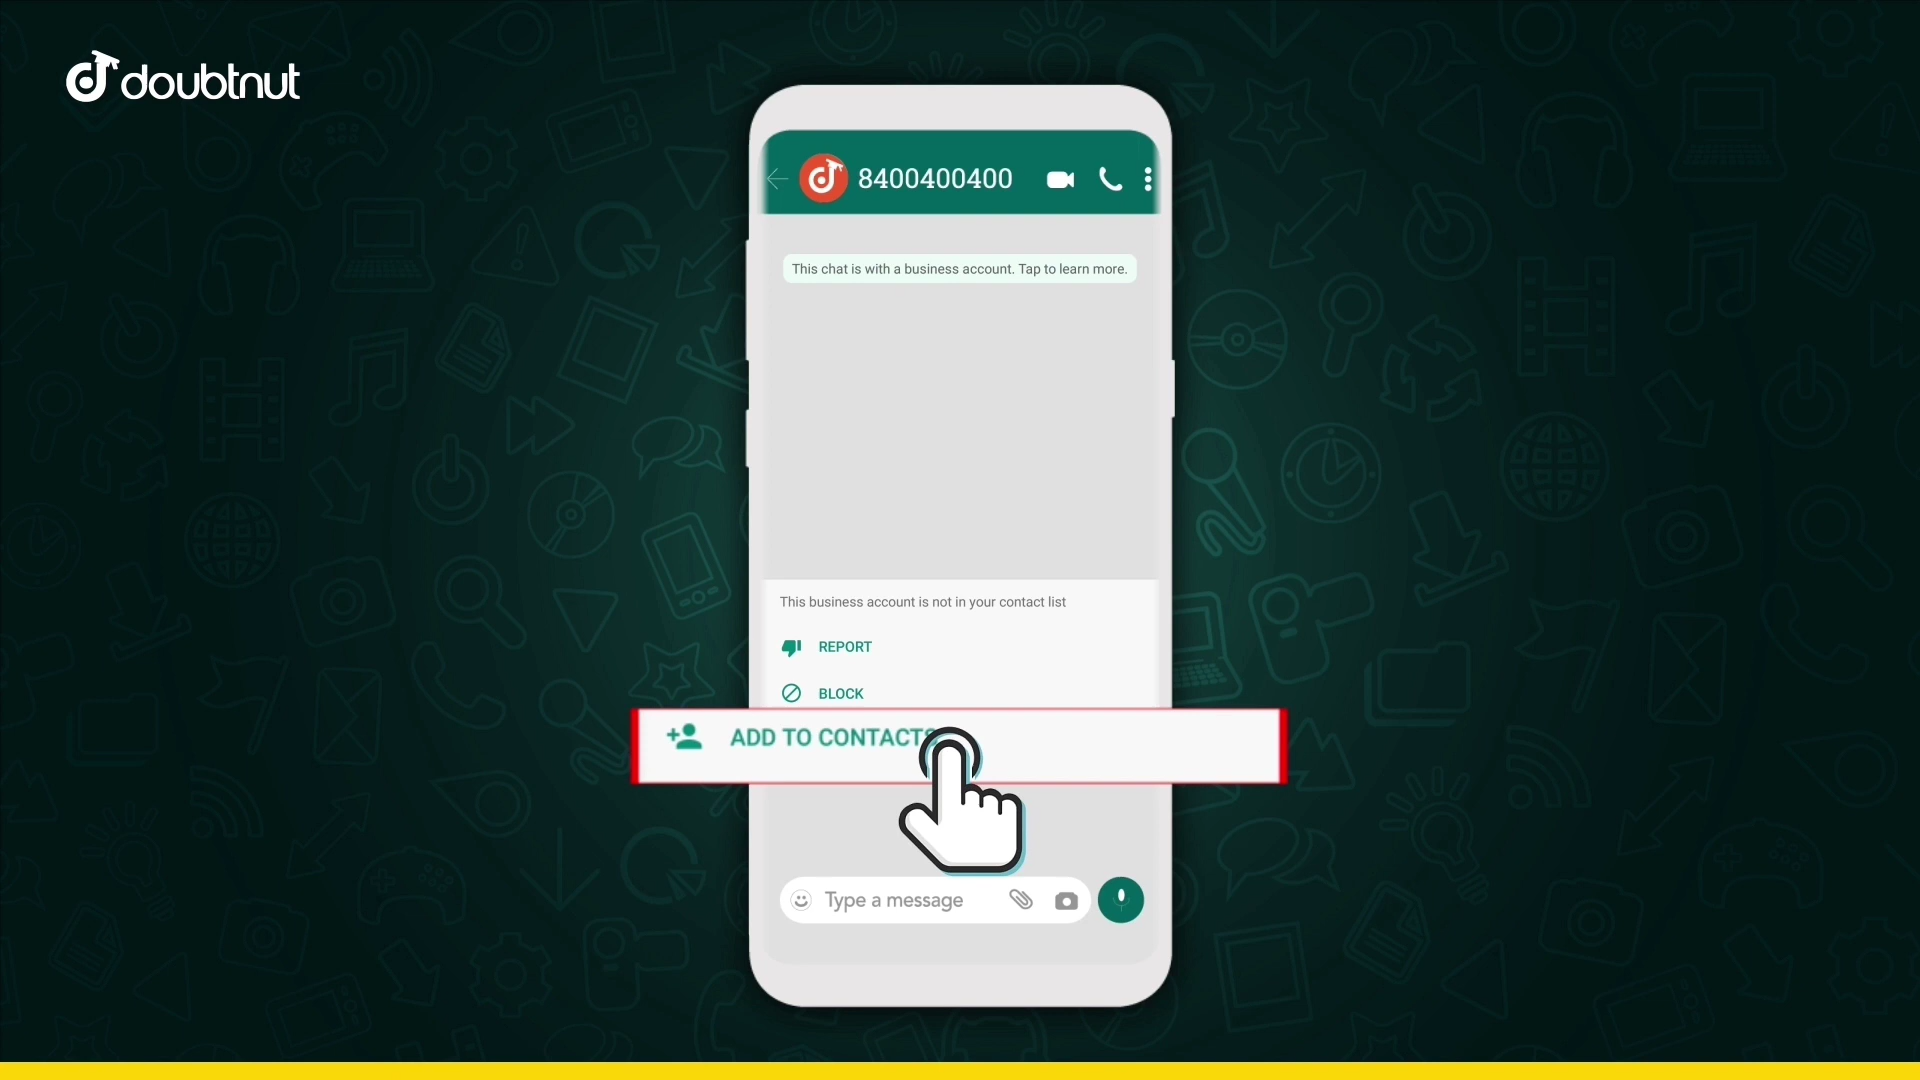 doubtnut
8400400400
This chat is with a business account. Tap to learn more.
This business account is not in your contact list
REPORT
BLOCK
ADD TO CONTACTS
Type a message